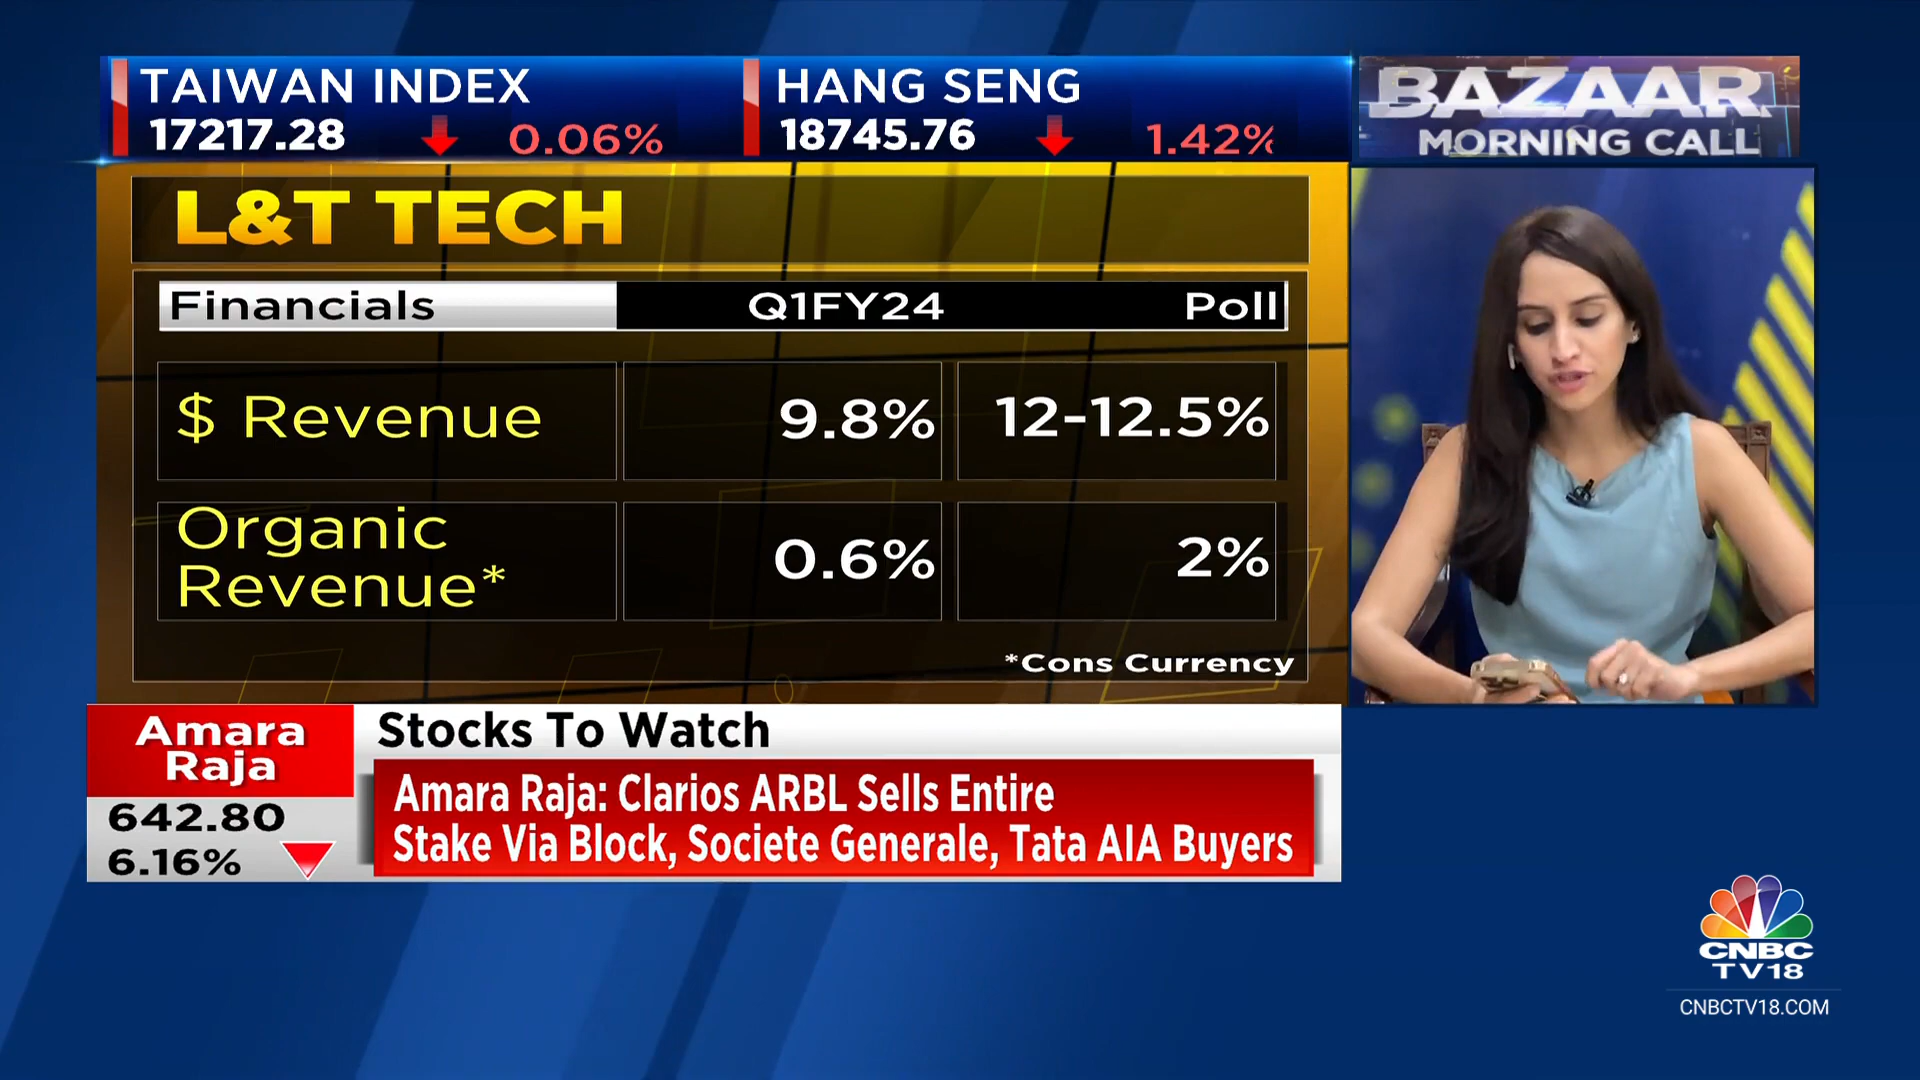 TAIWAN INDEX
17217.28 0.06%
HANG SENG
18745.76 1.42%
BAZAAR
MORNING CALL
L&T TECH
Financials Q1FY24 Poll
$ Revenue 9.8% 12-12.5%
Organic
Revenue* 0.6% 2%
*Cons Currency
Amara
Raja
642.80
6.16%
Stocks To Watch
Amara Raja: Clarios ARBL Sells Entire
Stake Via Block, Societe Generale, Tata AIA Buyers
CNBC
TV18
CNBCTV18.COM